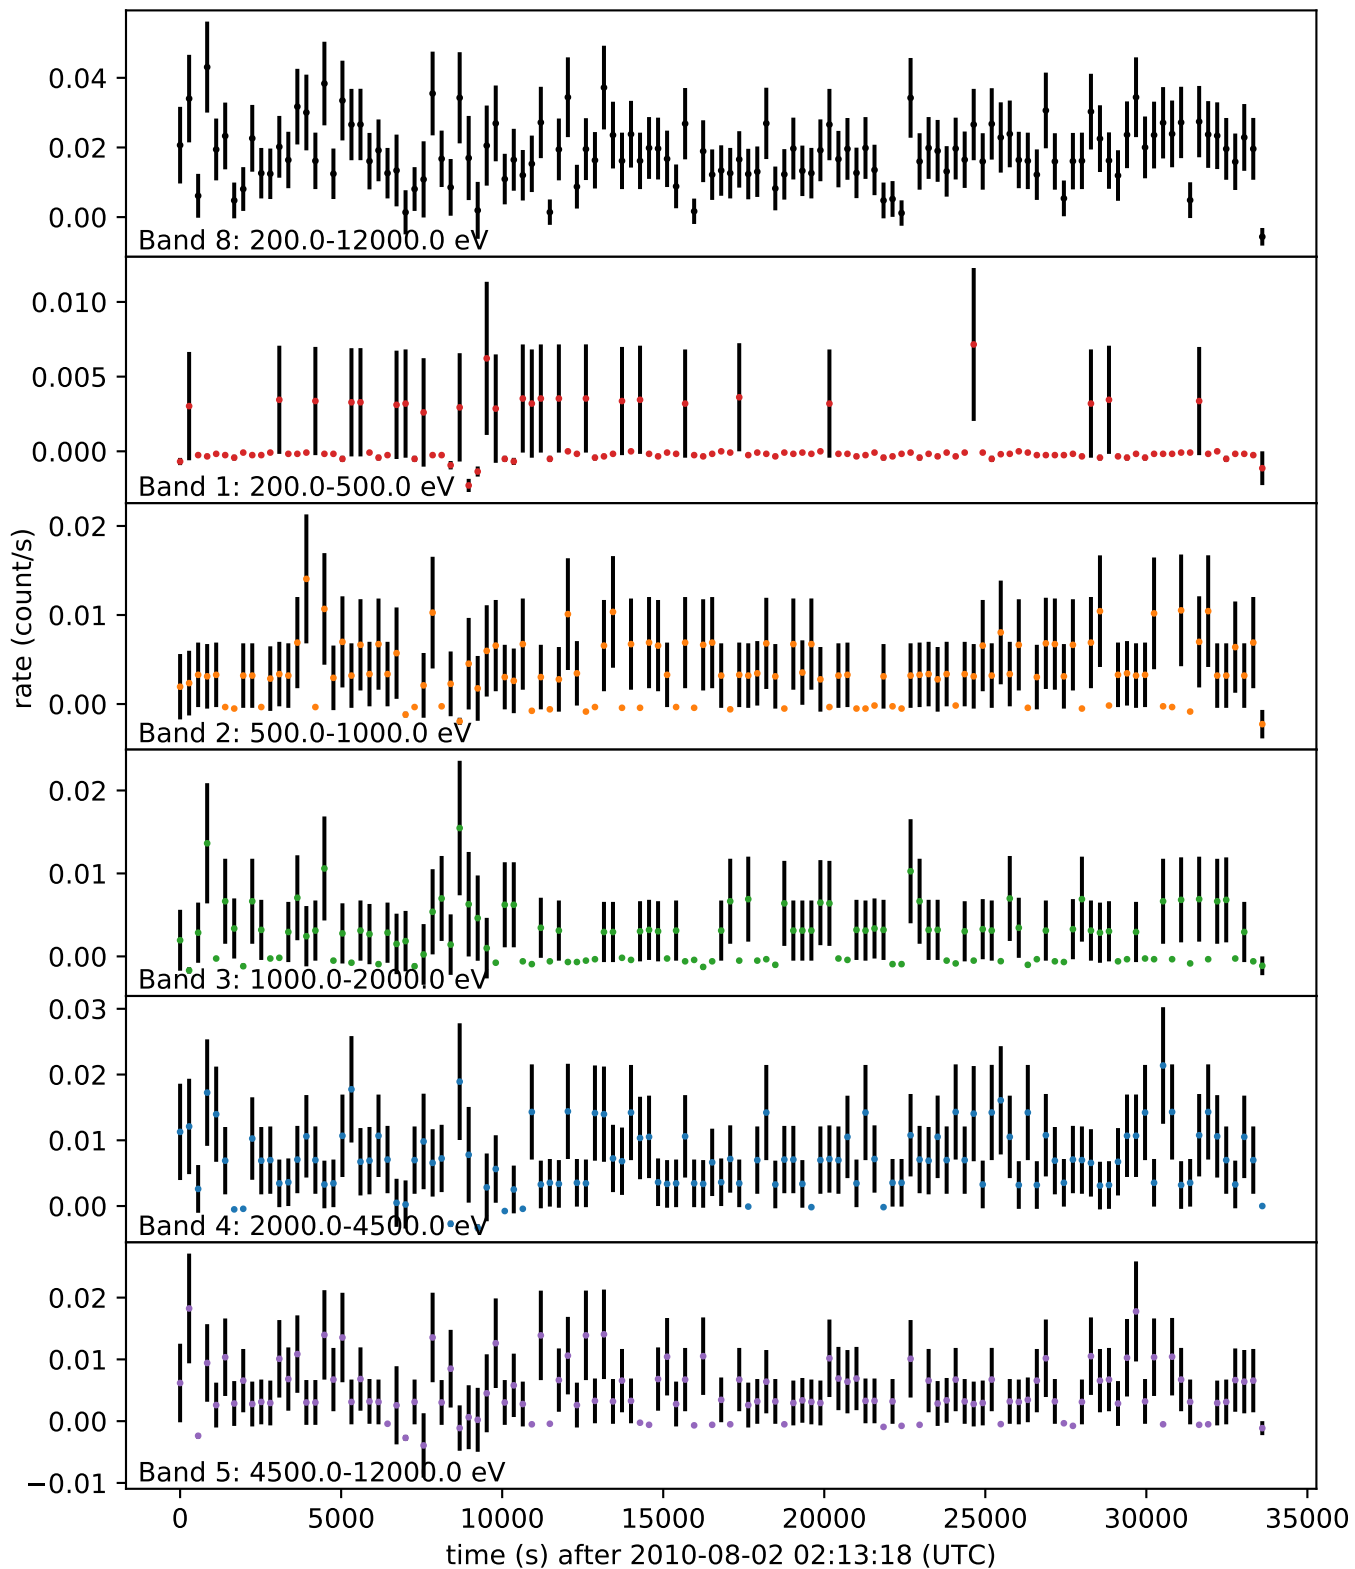 0.04
0.02
0.00
Band 8: 200.0-12000.0 eV
0.010
0.005
0.000
Band 1: 200.0-500.0 eV
rate (count/s)
0.02
0.01
0.00
Band 2: 500.0-1000.0 eV
0.02
0.01
0.00
Band 3: 1000.0-2000.0 eV
0.03
0.02
0.01
0.00
Band 4: 2000.0-4500.0 eV
0.02
0.01
0.00
−0.01
Band 5: 4500.0-12000.0 eV
0 5000 10000 15000 20000 25000 30000 35000
time (s) after 2010-08-02 02:13:18 (UTC)